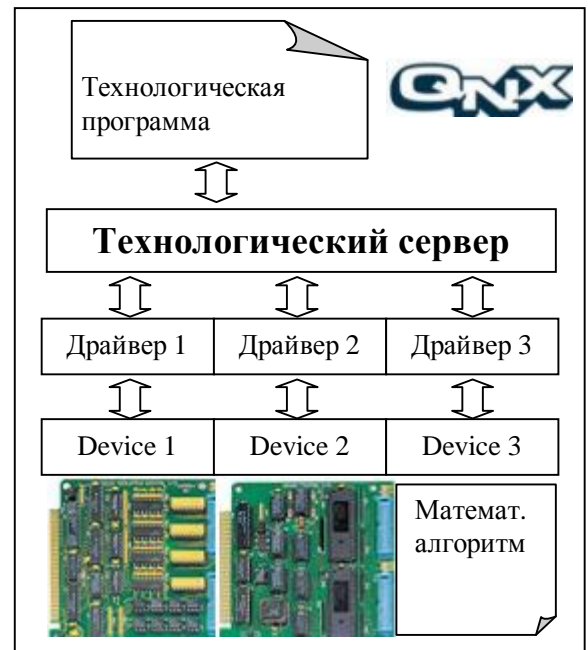 Технологическая
программа
QNX
Технологический сервер
Драйвер 1
Драйвер 2
Драйвер 3
Device 1
Device 2
Device 3
Математ.
алгоритм